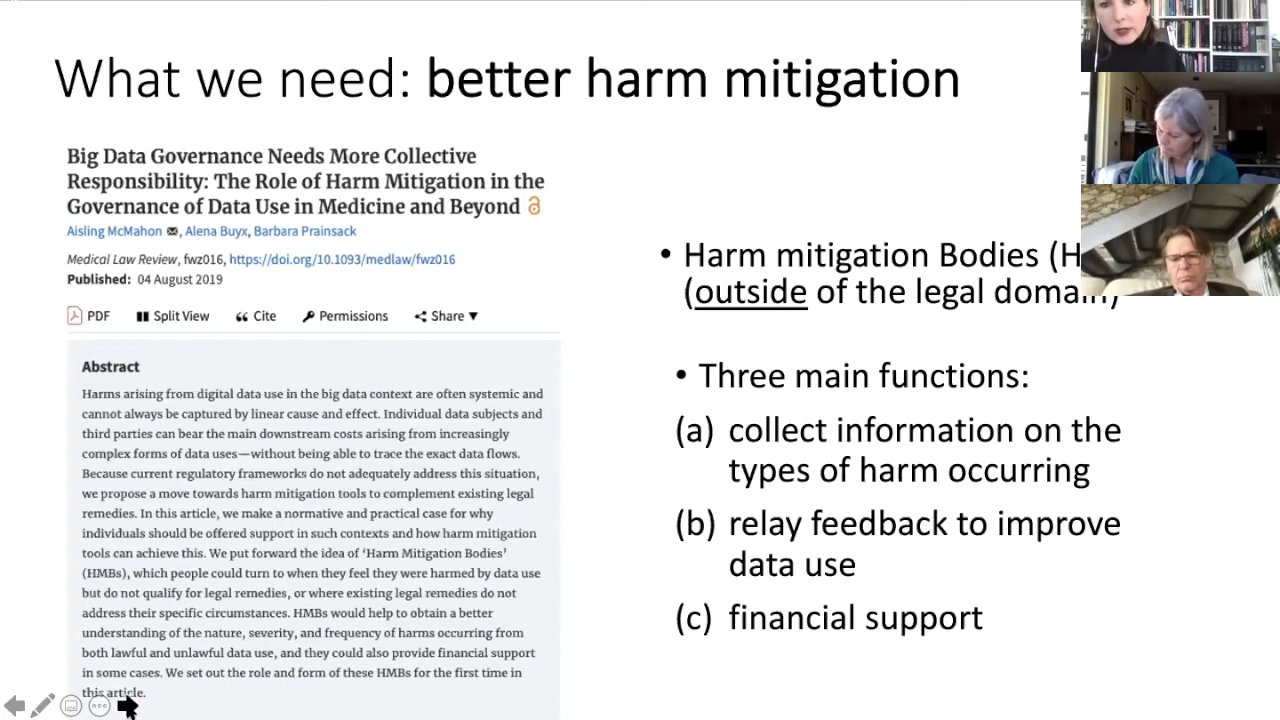 What we need: better harm mitigation
Big Data Governance Needs More Collective
Responsibility: The Role of Harm Mitigation in the
Governance of Data Use in Medicine and Beyond
Aisling McMahon , Alena Buyx, Barbara Prainsack
Medical Law Review, fwz016, https://doi.org/10.1093/medlaw/fwz016
Published: 04 August 2019
PDF Split View Cite Permissions Share
Abstract
Harms arising from digital data use in the big data context are often systemic and
cannot always be captured by linear cause and effect. Individual data subjects and
third parties can bear the main downstream costs arising from increasingly
complex forms of data uses—without being able to trace the exact data flows.
Because current regulatory frameworks do not adequately address this situation,
we propose a move towards harm mitigation tools to complement existing legal
remedies. In this article, we make a normative and practical case for why
individuals should be offered support in such contexts and how harm mitigation
tools can achieve this. We put forward the idea of ‘Harm Mitigation Bodies’
(HMBs), which people could turn to when they feel they were harmed by data use
but do not qualify for legal remedies, or where existing legal remedies do not
address their specific circumstances. HMBs would help to obtain a better
understanding of the nature, severity, and frequency of harms occurring from
both lawful and unlawful data use, and they could also provide financial support
in some cases. We set out the role and form of these HMBs for the first time in
this article.
• Harm mitigation Bodies (H
(outside of the legal domain)
• Three main functions:
(a) collect information on the
types of harm occurring
(b) relay feedback to improve
data use
(c) financial support